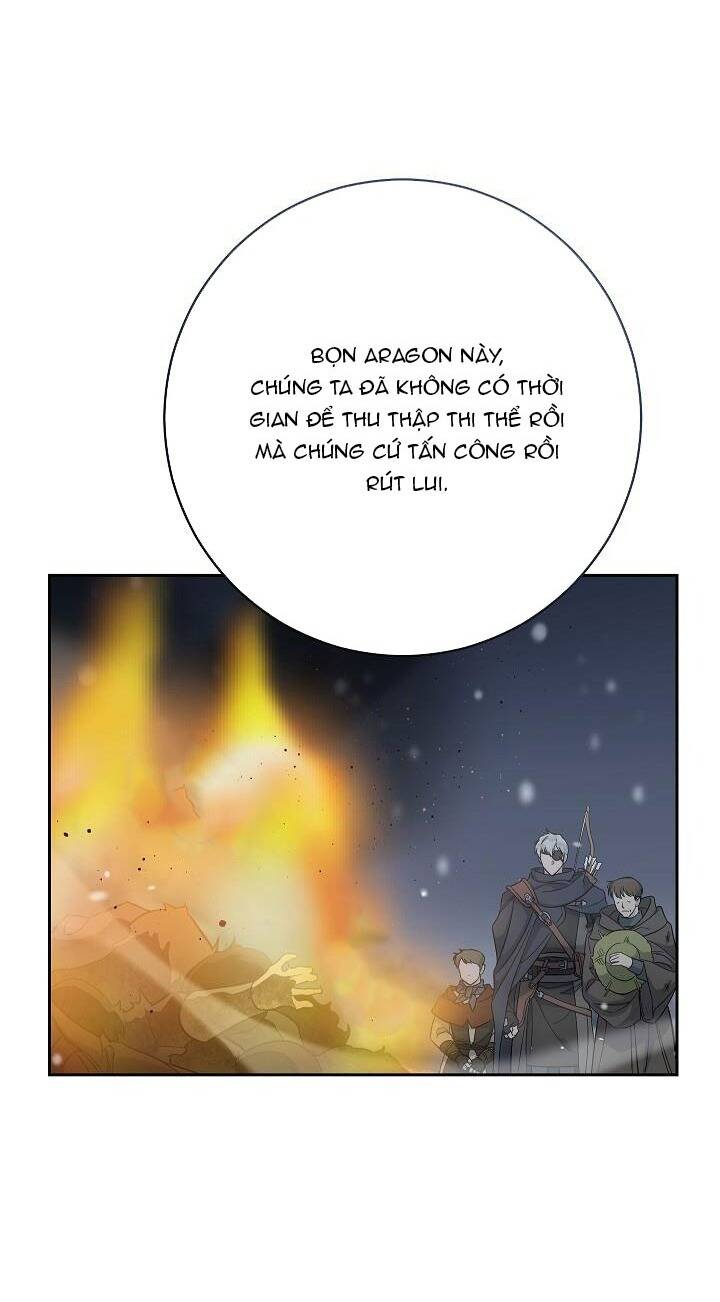 BỌN ARAGON NÀY,
CHÚNG TA ĐÃ KHÔNG CÓ THỜI
GIAN ĐỂ THU THẬP THI THỂ RỒI
MÀ CHÚNG CỨ TẤN CÔNG RỒI
RÚT LUI.